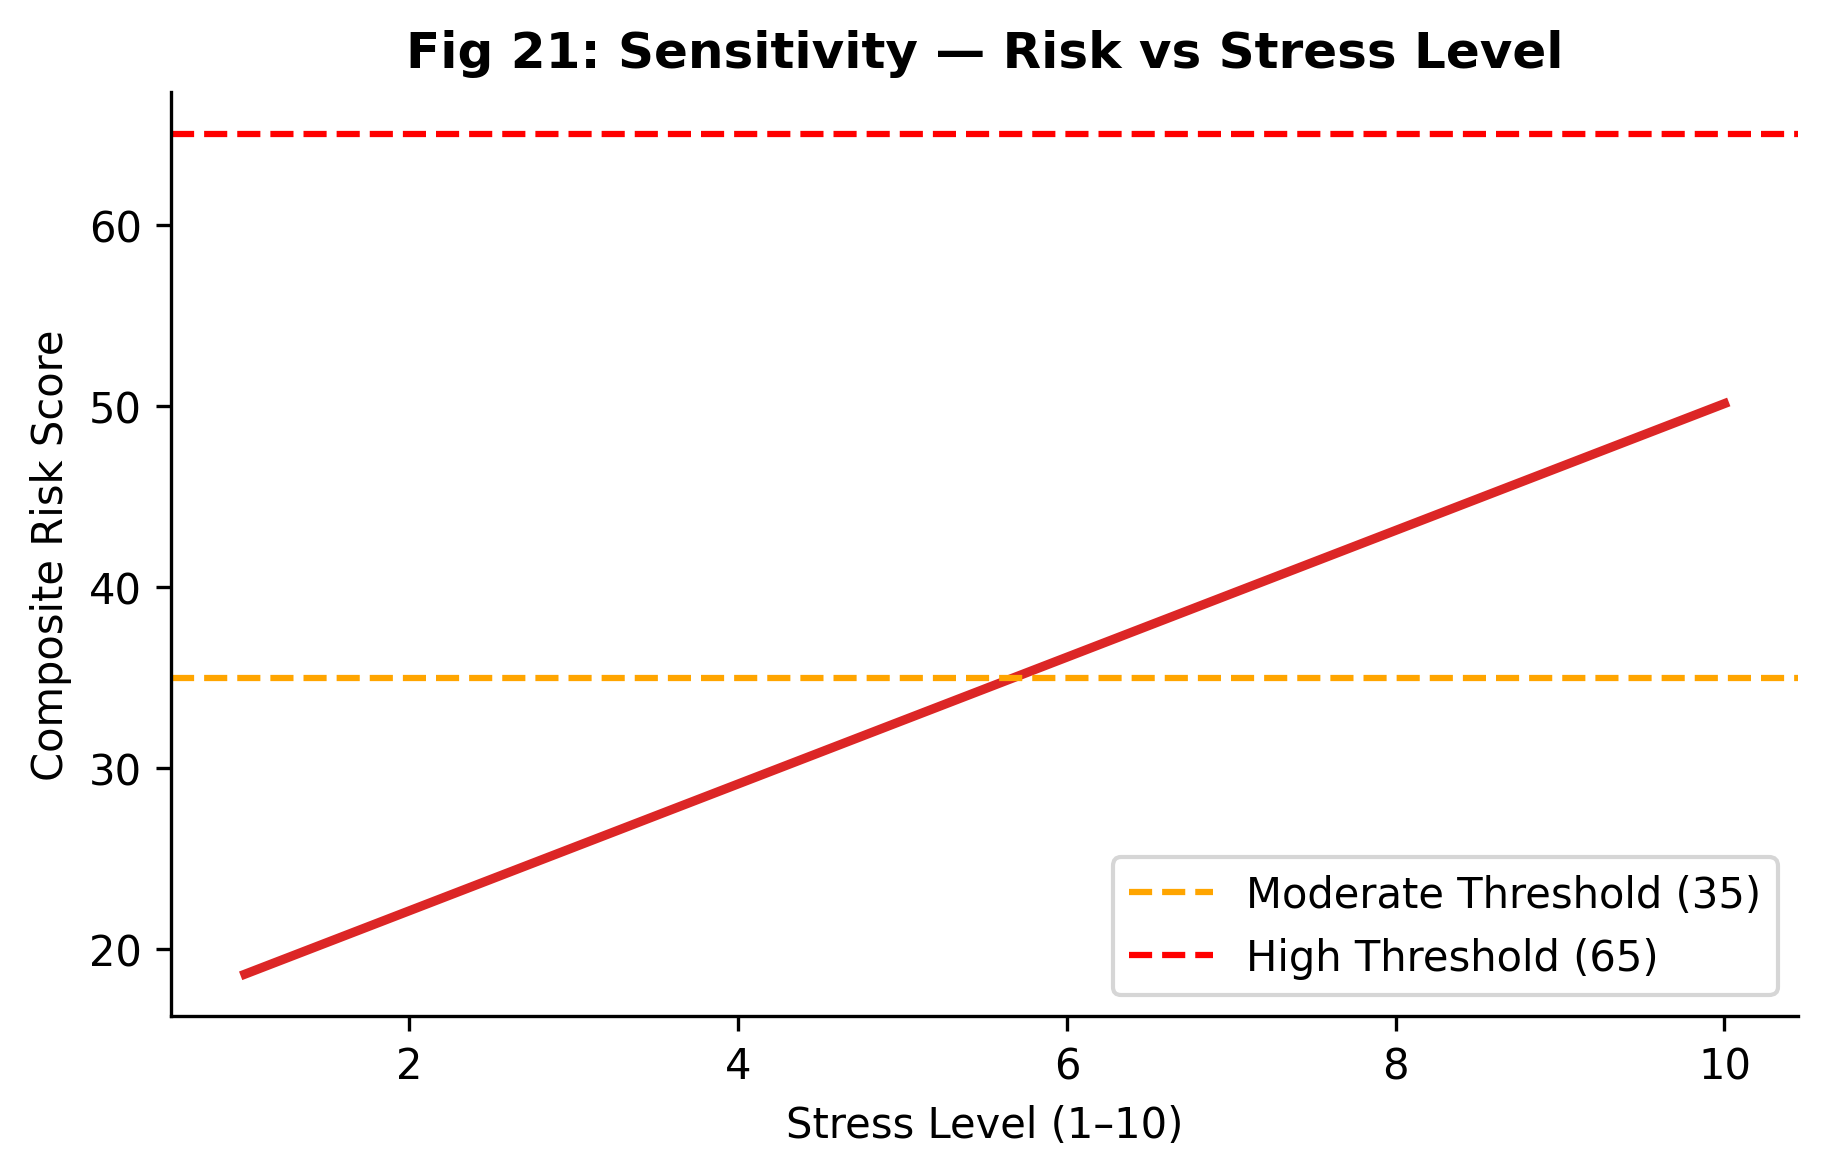 Fig 21: Sensitivity — Risk vs Stress Level
Composite Risk Score
60
50
40
30
20
Moderate Threshold (35)
High Threshold (65)
2 4 6 8 10
Stress Level (1–10)